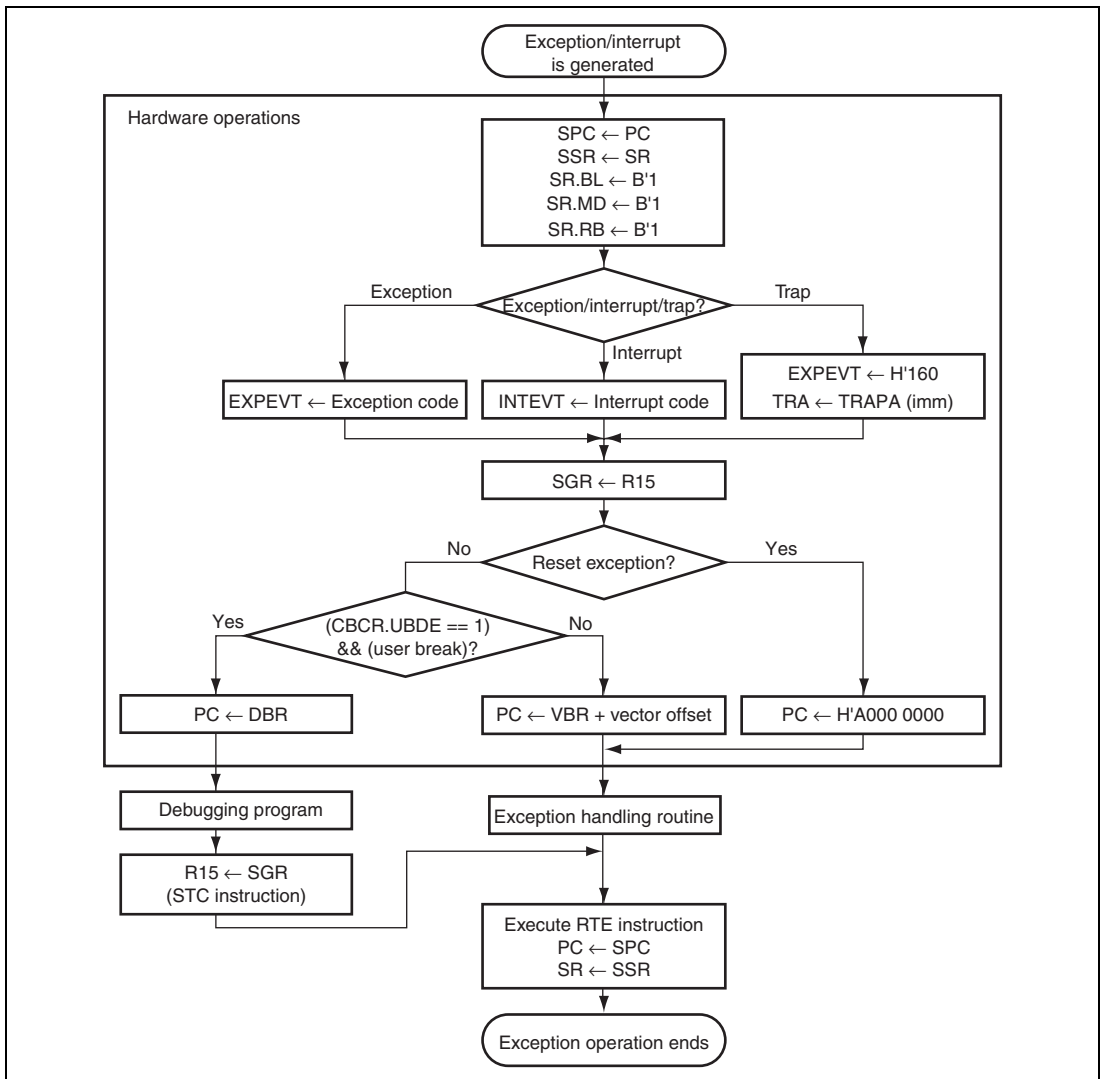 Exception/interrupt
is generated
Hardware operations
SPC ← PC
SSR ← SR
SR.BL ← B'1
SR.MD ← B'1
SR.RB ← B'1
Exception
Exception/interrupt/trap?
Trap
Interrupt
EXPEVT ← Exception code
INTEVT ← Interrupt code
EXPEVT ← H'160
TRA ← TRAPA (imm)
SGR ← R15
No
Reset exception?
Yes
Yes
(CBCR.UBDE == 1)
&& (user break)?
No
PC ← DBR
PC ← VBR + vector offset
PC ← H'A000 0000
Debugging program
Exception handling routine
R15 ← SGR
(STC instruction)
Execute RTE instruction
PC ← SPC
SR ← SSR
Exception operation ends